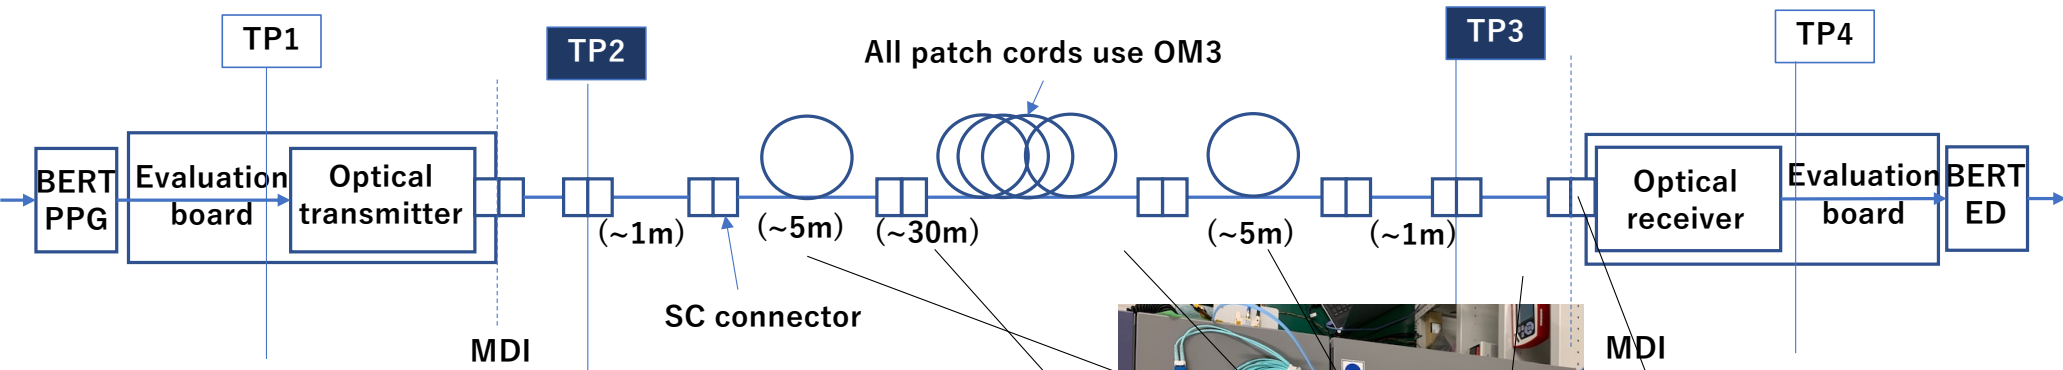 TP1
TP2
All patch cords use OM3
TP3
TP4
BERT
PPG
Evaluation
board
Optical
transmitter
(~1m)
(~5m)
(~30m)
(~5m)
(~1m)
Optical
receiver
Evaluation
board
BERT
ED
SC connector
MDI
MDI